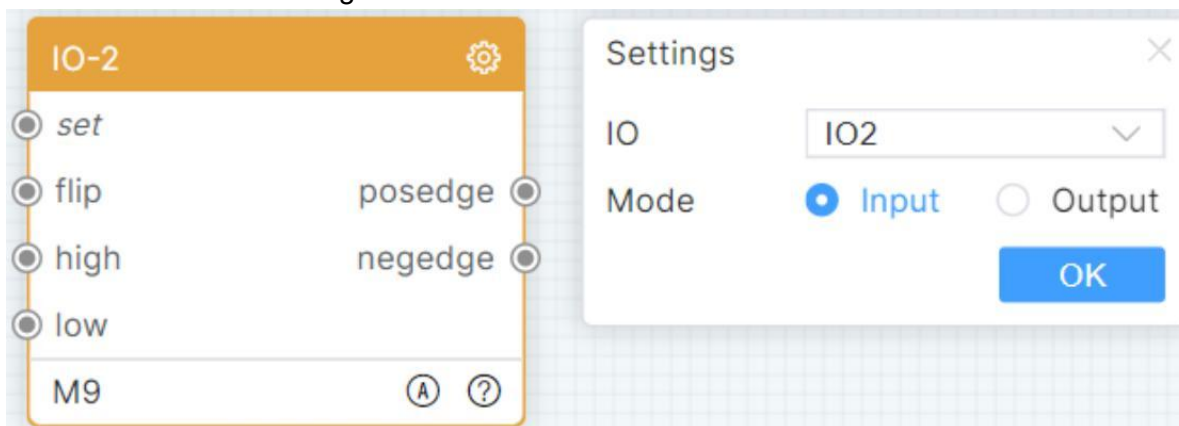 IO-2
set
flip posedge
high negedge
low
M9 A ?
Settings
IO IO2
Mode Input Output
OK